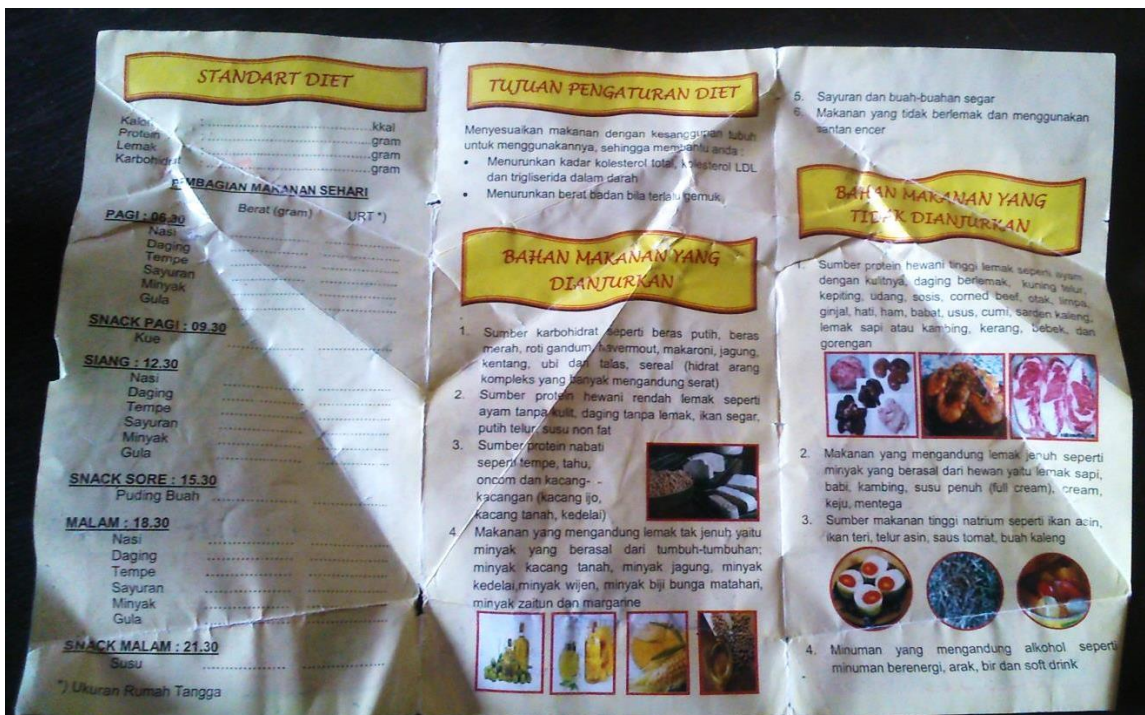 STANDART DIET
Kalori : ..........kkal
Protein : ..........gram
Lemak : ..........gram
Karbohidrat : ..........gram
PEMBAGIAN MAKANAN SEHARI
Berat (gram) URT *)
PAGI : 06.30
Nasi
Daging
Tempe
Sayuran
Minyak
Gula
SNACK PAGI : 09.30
Kue
SIANG : 12.30
Nasi
Daging
Tempe
Sayuran
Minyak
Gula
SNACK SORE : 15.30
Puding Buah
MALAM : 18.30
Nasi
Daging
Tempe
Sayuran
Minyak
Gula
SNACK MALAM : 21.30
Susu
*) Ukuran Rumah Tangga
TUJUAN PENGATURAN DIET
Menyesuaikan makanan dengan kesanggupan tubuh
untuk menggunakannya, sehingga membantu anda :
• Menurunkan kadar kolesterol total, kolesterol LDL
dan trigliserida dalam darah
• Menurunkan berat badan bila terlalu gemuk
BAHAN MAKANAN YANG
DIANJURKAN
1. Sumber karbohidrat seperti beras putih, beras
merah, roti gandum, havermout, makaroni, jagung,
kentang, ubi dan talas, sereal (hidrat arang
kompleks yang banyak mengandung serat)
2. Sumber protein hewani rendah lemak seperti
ayam tanpa kulit, daging tanpa lemak, ikan segar,
putih telur, susu non fat
3. Sumber protein nabati
seperti tempe, tahu,
oncom dan kacang-
kacangan (kacang ijo,
kacang tanah, kedelai)
4. Makanan yang mengandung lemak tak jenuh yaitu
minyak yang berasal dari tumbuh-tumbuhan;
minyak kacang tanah, minyak jagung, minyak
kedelai,minyak wijen, minyak biji bunga matahari,
minyak zaitun dan margarine
5. Sayuran dan buah-buahan segar
6. Makanan yang tidak berlemak dan menggunakan
santan encer
BAHAN MAKANAN YANG
TIDAK DIANJURKAN
1. Sumber protein hewani tinggi lemak seperti ayam
dengan kulitnya, daging berlemak, kuning telur,
kepiting, udang, sosis, corned beef, otak, limpa,
ginjal, hati, ham, babat, usus, cumi, sarden kaleng,
lemak sapi atau kambing, kerang, bebek, dan
gorengan
2. Makanan yang mengandung lemak jenuh seperti
minyak yang berasal dari hewan yaitu lemak sapi,
babi, kambing, susu penuh (full cream), cream,
keju, mentega
3. Sumber makanan tinggi natrium seperti ikan asin,
ikan teri, telur asin, saus tomat, buah kaleng
4. Minuman yang mengandung alkohol seperti
minuman berenergi, arak, bir dan soft drink